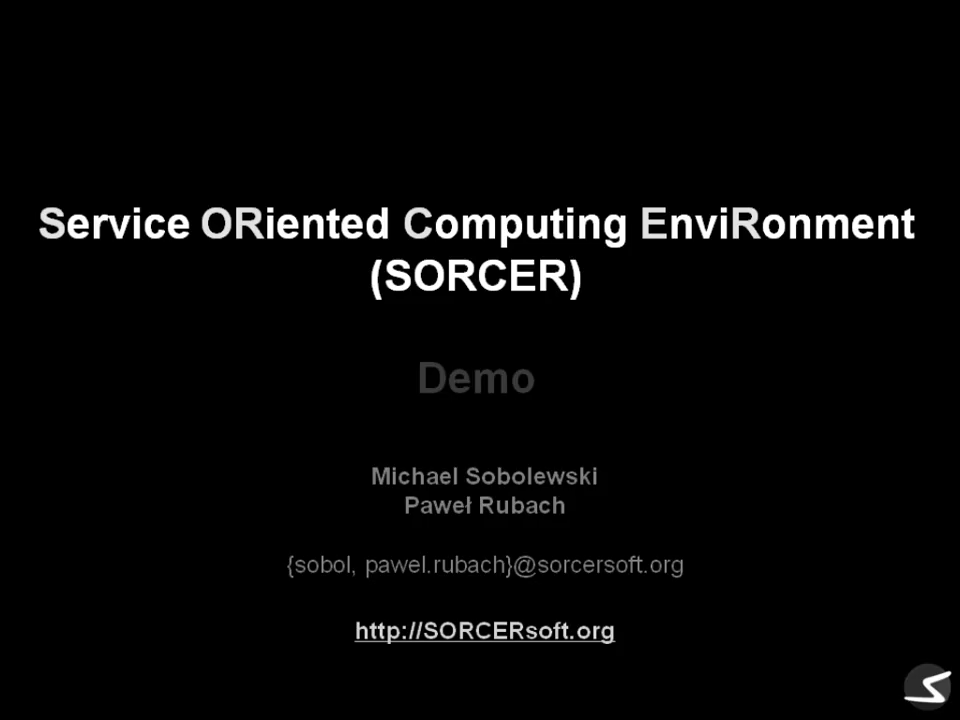 Service ORiented Computing EnviRonment
(SORCER)
Demo
Michael Sobolewski
Paweł Rubach
{sobol, pawel.rubach}@sorcersoft.org
http://SORCERsoft.org